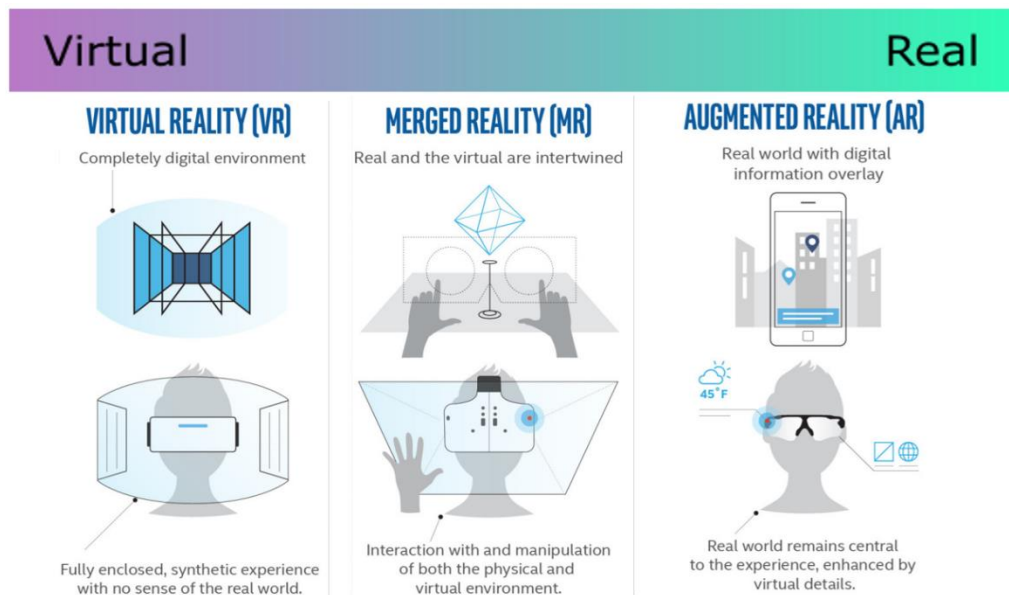 Virtual
Real
VIRTUAL REALITY (VR)
Completely digital environment
Fully enclosed, synthetic experience
with no sense of the real world.
MERGED REALITY (MR)
Real and the virtual are intertwined
Interaction with and manipulation
of both the physical and
virtual environment.
AUGMENTED REALITY (AR)
Real world with digital
information overlay
45°F
Real world remains central
to the experience, enhanced by
virtual details.